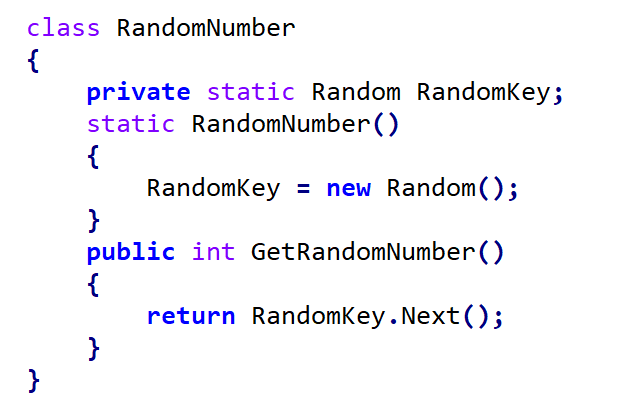 class RandomNumber
{
    private static Random RandomKey;
    static RandomNumber()
    {
        RandomKey = new Random();
    }
    public int GetRandomNumber()
    {
        return RandomKey.Next();
    }
}